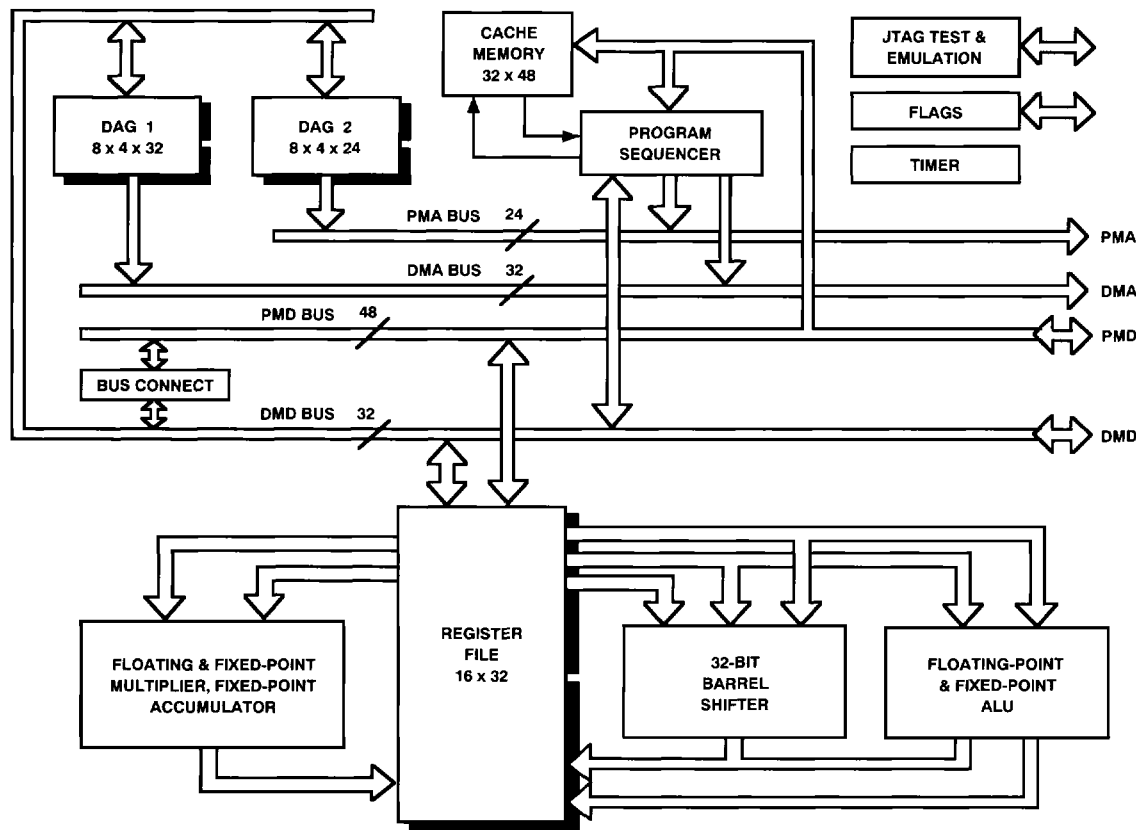 CACHE
MEMORY
32 x 48
JTAG TEST &
EMULATION
DAG 1
8 x 4 x 32
DAG 2
8 x 4 x 24
PROGRAM
SEQUENCER
FLAGS
TIMER
PMA BUS 24
PMA
DMA BUS 32
DMA
PMD BUS 48
PMD
BUS CONNECT
DMD BUS 32
DMD
FLOATING & FIXED-POINT
MULTIPLIER, FIXED-POINT
ACCUMULATOR
REGISTER
FILE
16 x 32
32-BIT
BARREL
SHIFTER
FLOATING-POINT
& FIXED-POINT
ALU